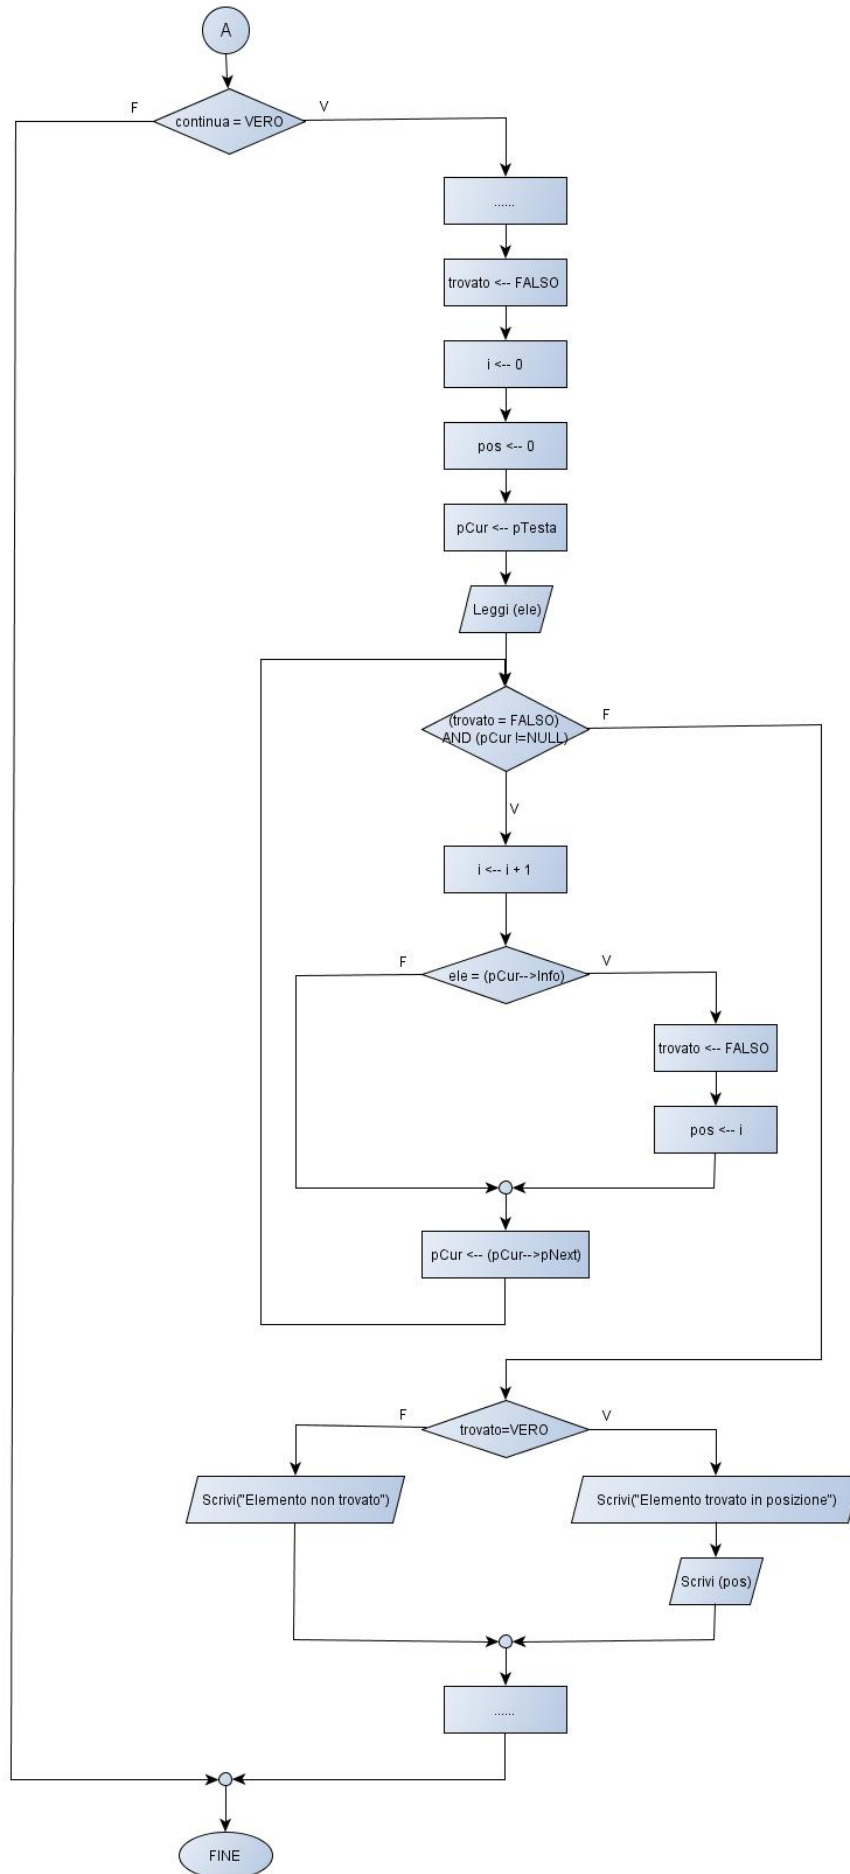 A
F
V
continua = VERO
......
trovato <-- FALSO
i <-- 0
pos <-- 0
pCur <-- pTesta
Leggi (ele)
(trovato = FALSO)
AND (pCur !=NULL)
F
V
i <-- i + 1
F
V
ele = (pCur-->Info)
trovato <-- FALSO
pos <-- i
pCur <-- (pCur-->pNext)
F
V
trovato=VERO
Scrivi("Elemento non trovato")
Scrivi("Elemento trovato in posizione")
Scrivi (pos)
......
FINE